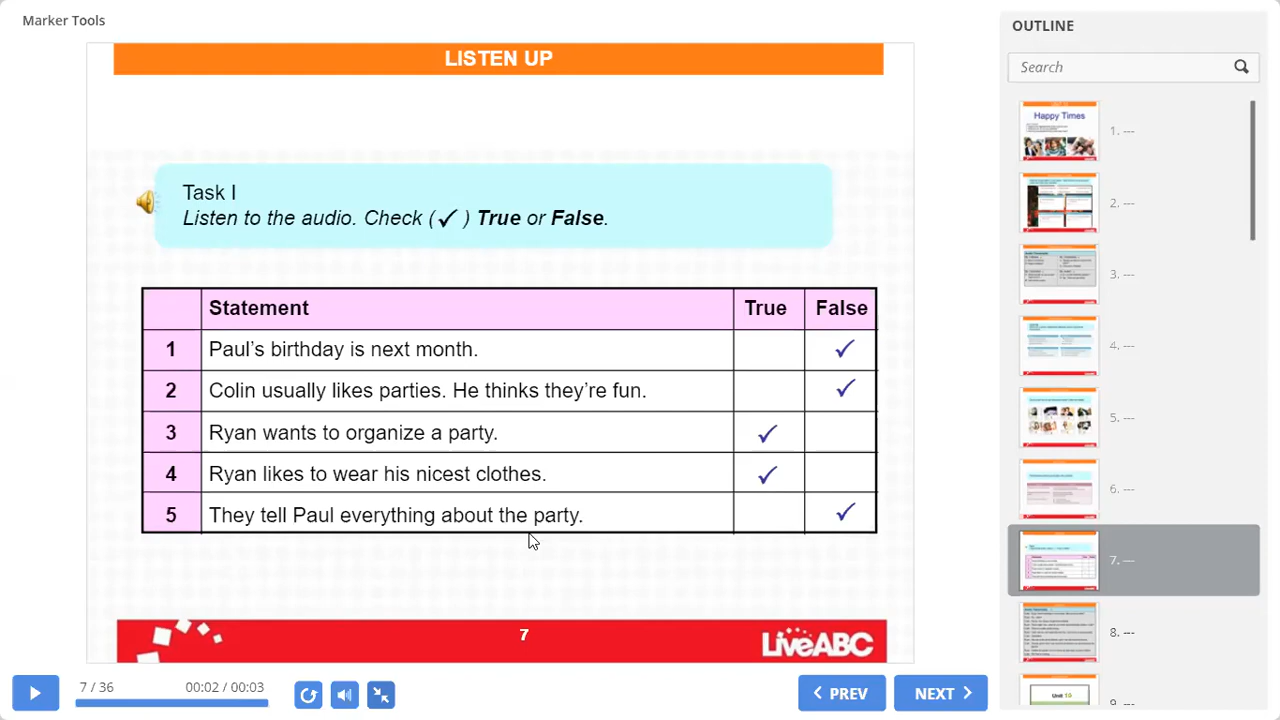 Marker Tools
LISTEN UP
Task I
Listen to the audio. Check (✓) True or False.
Statement True False
1 Paul's birthday is next month. ✓
2 Colin usually likes parties. He thinks they're fun. ✓
3 Ryan wants to organize a party. ✓
4 Ryan likes to wear his nicest clothes. ✓
5 They tell Paul everything about the party. ✓
7
LiveABC
7 / 36
00:02 / 00:03
PREV
NEXT
OUTLINE
Search
Happy Times
1. ---
2. ---
3. ---
4. ---
5. ---
6. ---
7. ---
---
Unit 10
9. ---